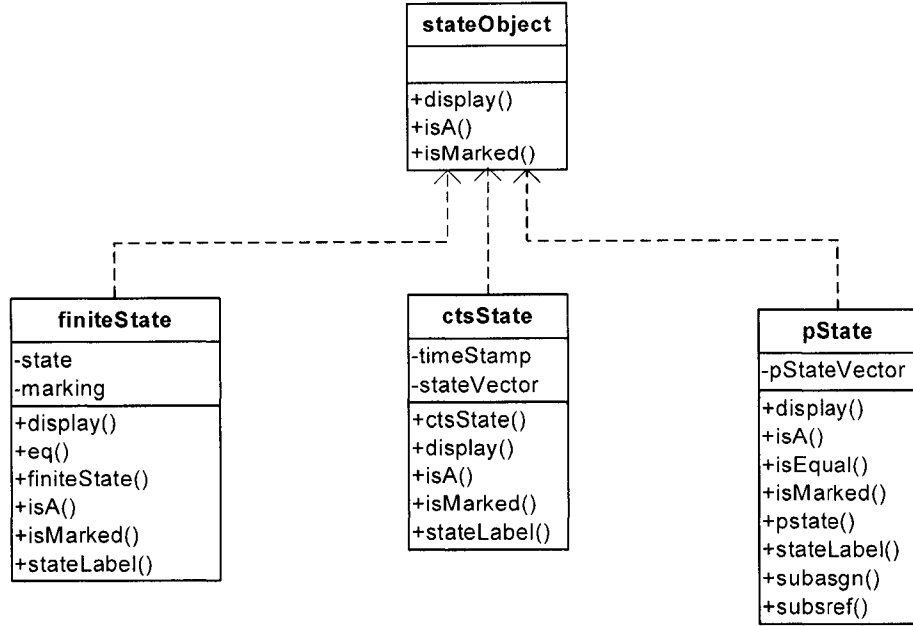 stateObject
+display()
+isA()
+isMarked()
finiteState
-state
-marking
+display()
+eq()
+finiteState()
+isA()
+isMarked()
+stateLabel()
ctsState
-timeStamp
-stateVector
+ctsState()
+display()
+isA()
+isMarked()
+stateLabel()
pState
-pStateVector
+display()
+isA()
+isEqual()
+isMarked()
+pstate()
+stateLabel()
+subasgn()
+subsref()